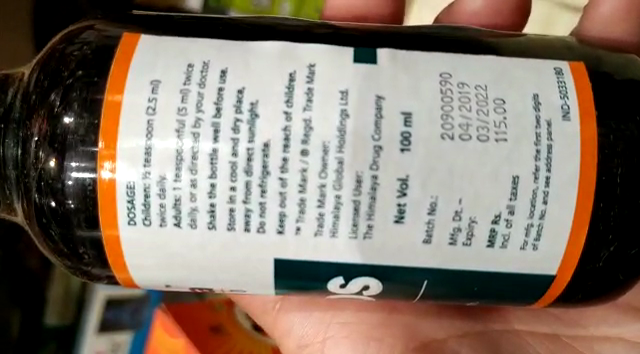 DOSAGE:
Children: ½ teaspoon (2.5 ml)
twice daily.
Adults: 1 teaspoonful (5 ml) twice
daily, or as directed by your doctor.
Shake the bottle well before use.
Store in a cool and dry place,
away from direct sunlight.
Do not refrigerate.
Keep out of the reach of children.
™ Trade Mark / ® Regd. Trade Mark
Trade Mark Owner:
Himalaya Global Holdings Ltd.
Licensed User:
The Himalaya Drug Company
Net Vol. 100 ml
Batch No.: 20900590
Mfg. Dt. – 04/2019
Expiry: 03/2022
MRP Rs. 115.00
Incl. of all taxes
For mfg. location, refer the first two digits
of Batch No. and see address panel.